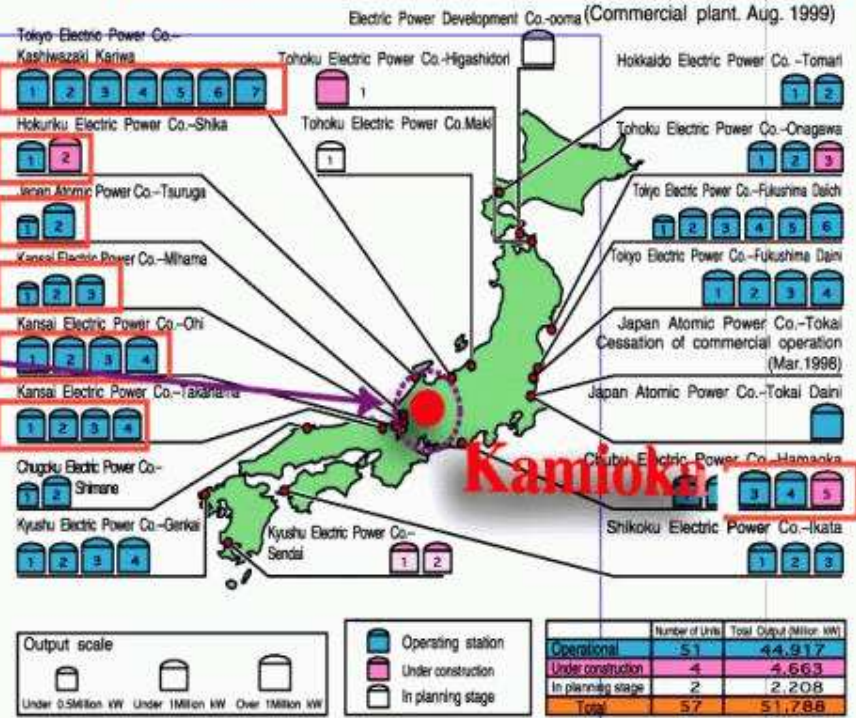 Electric Power Development Co.-ooma (Commercial plant. Aug. 1999)
Tokyo Electric Power Co.-
Kashiwazaki Kariwa
1 2 3 4 5 6 7
Tohoku Electric Power Co.-Higashidori
1
Hokkaido Electric Power Co. -Tomari
1 2
Hokuriku Electric Power Co.-Shika
1 2
Tohoku Electric Power Co.Maki
1
Tohoku Electric Power Co.-Onagawa
1 2 3
Japan Atomic Power Co.-Tsuruga
1 2
Tokyo Electric Power Co.-Fukushima Daich
1 2 3 4 5 6
Kansai Electric Power Co.-Mihama
1 2 3
Tokyo Electric Power Co.-Fukushima Daini
1 2 3 4
Kansai Electric Power Co.-Ohi
1 2 3 4
Japan Atomic Power Co.-Tokai
Cessation of commercial operation
(Mar.1998)
Kansai Electric Power Co.-Takahama
1 2 3 4
Japan Atomic Power Co.-Tokai Daini
Chugoku Electric Power Co.-
Shimane
1 2
Kamioka
Chubu Electric Power Co.-Hamaoka
3 4 5
Kyushu Electric Power Co.-Genkai
1 2 3 4
Kyushu Electric Power Co.-
Sendai
1 2
Shikoku Electric Power Co.-Ikata
1 2 3
Output scale
Under 0.5Million kW Under 1Million kW Over 1Million kW
Operating station
Under construction
In planning stage
Number of Units Total Output (Million kW)
Operational 51 44.917
Under construction 4 4.663
In planning stage 2 2.208
Total 57 51.788